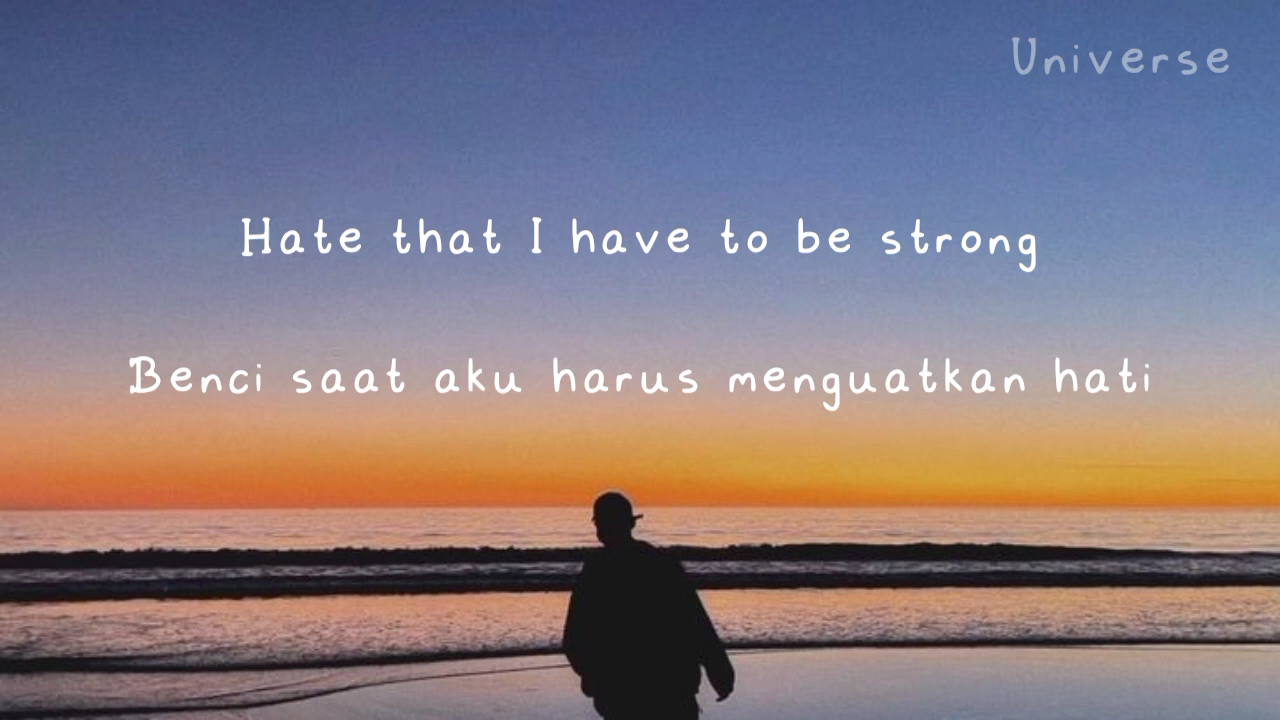 Universe
Hate that I have to be strong
Benci saat aku harus menguatkan hati